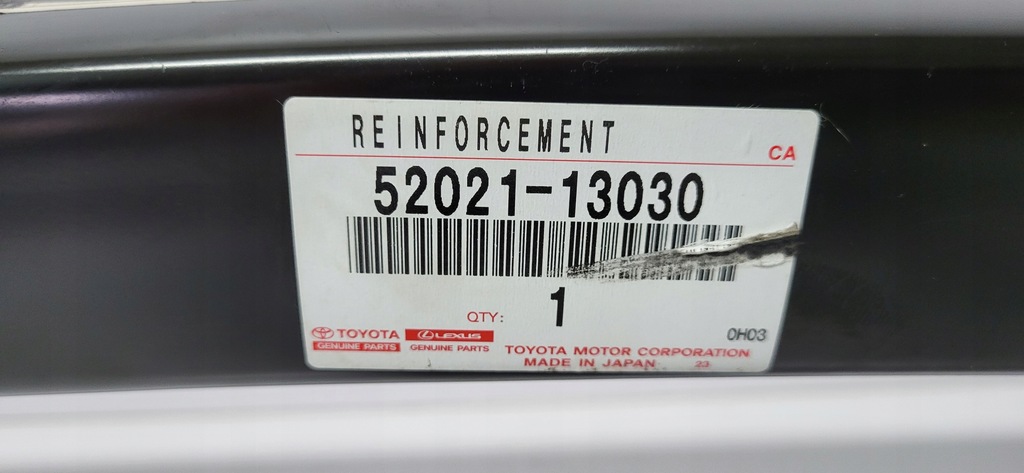 REINFORCEMENT
CA
52021-13030
QTY: 1
TOYOTA
GENUINE PARTS
LEXUS
GENUINE PARTS
0H03
TOYOTA MOTOR CORPORATION
MADE IN JAPAN 23